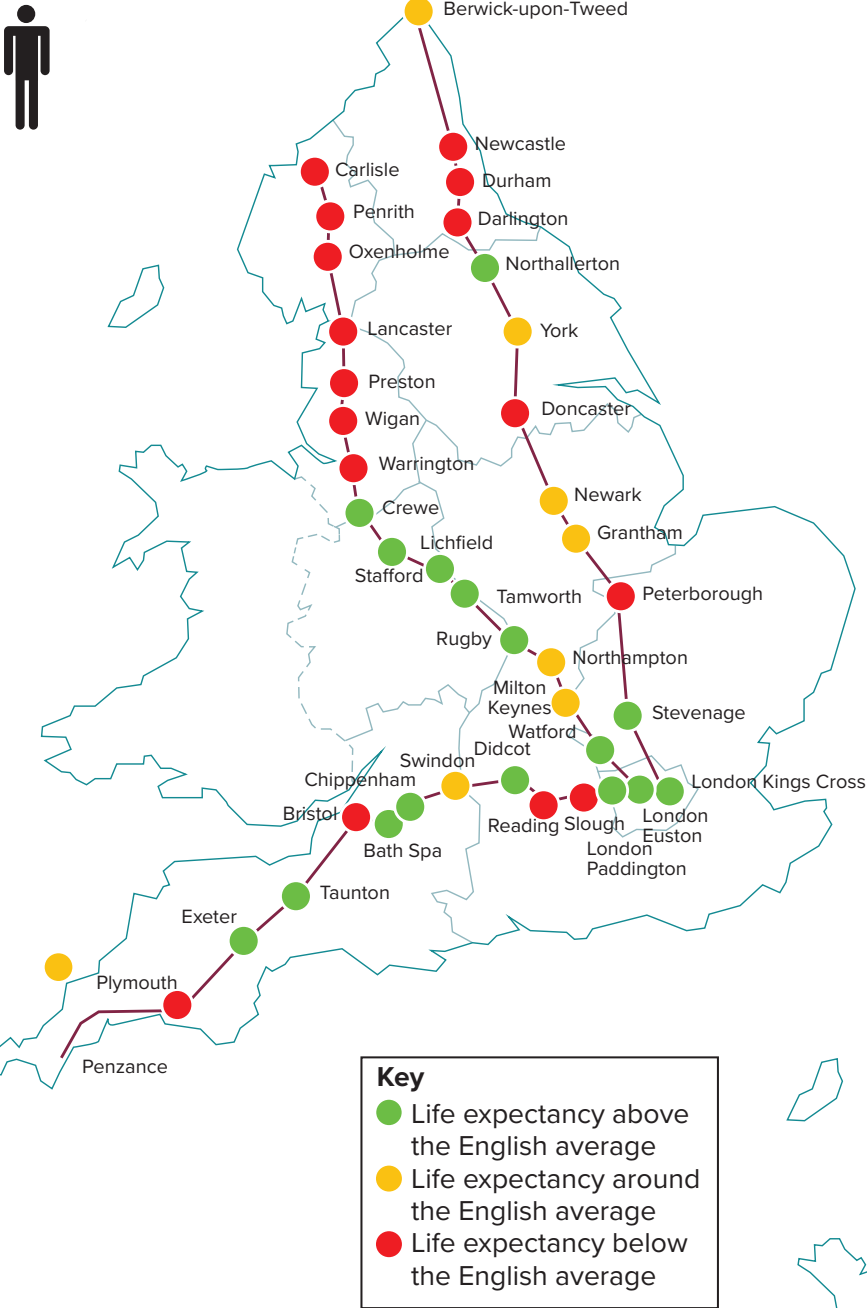 Berwick-upon-Tweed
Newcastle
Carlisle
Durham
Penrith
Darlington
Oxenholme
Northallerton
Lancaster
York
Preston
Doncaster
Wigan
Warrington
Newark
Crewe
Grantham
Lichfield
Stafford
Tamworth
Peterborough
Rugby
Northampton
Milton
Keynes
Stevenage
Watford
Didcot
Swindon
Chippenham
London Kings Cross
Bristol
Reading
Slough
London
Euston
Bath Spa
London
Paddington
Taunton
Exeter
Plymouth
Penzance
Key
Life expectancy above
the English average
Life expectancy around
the English average
Life expectancy below
the English average